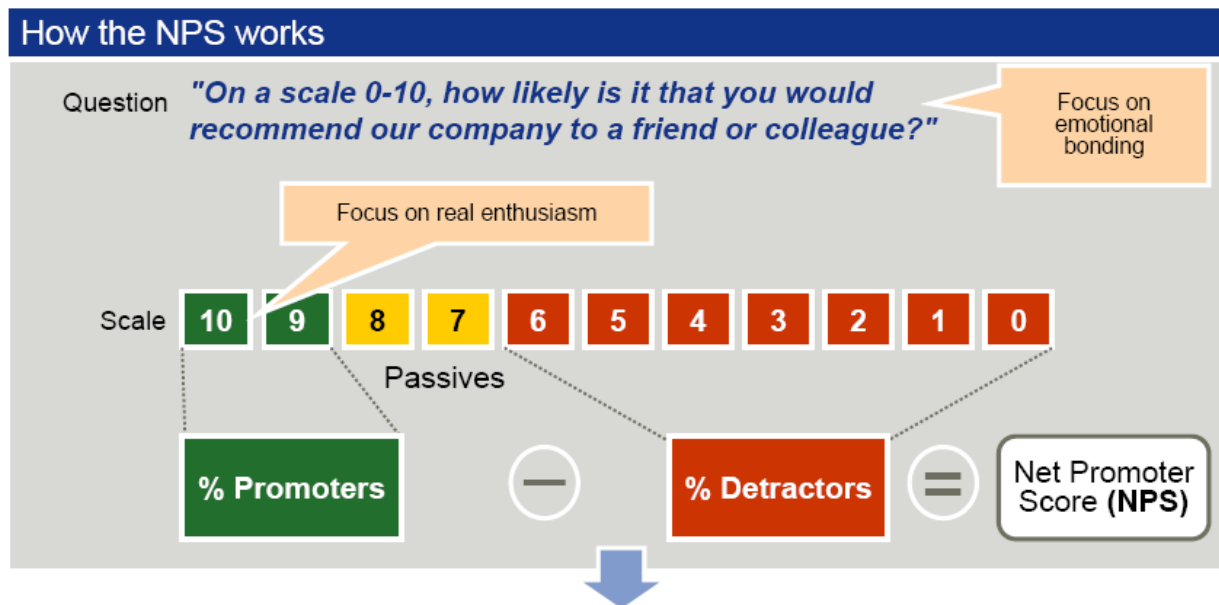 How the NPS works
Question
"On a scale 0-10, how likely is it that you would
recommend our company to a friend or colleague?"
Focus on
emotional
bonding
Focus on real enthusiasm
Scale
10 9 8 7 6 5 4 3 2 1 0
Passives
% Promoters
–
% Detractors
=
Net Promoter
Score (NPS)